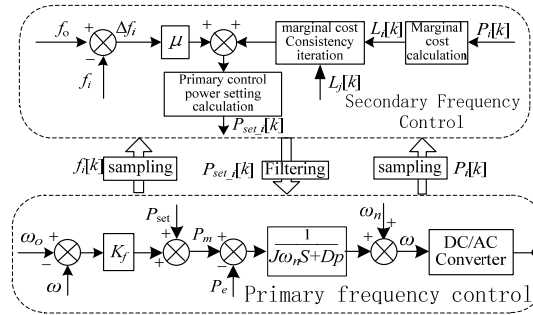 f_o
+
Δf_i
μ
+
+
−
f_i
marginal cost
Consistency
iteration
L_i[k]
Marginal
cost
calculation
P_i[k]
L_j[k]
Primary control
power setting
calculation
P_set_i[k]
Secondary Frequency
Control
f_i[k]
sampling
P_set_i[k]
Filtering
sampling
P_i[k]
ω_o
+
−
ω
K_f
P_set
+
+
P_m
+
−
P_e
1
Jω_nS+Dp
ω_n
+
+
ω
DC/AC
Converter
Primary frequency control